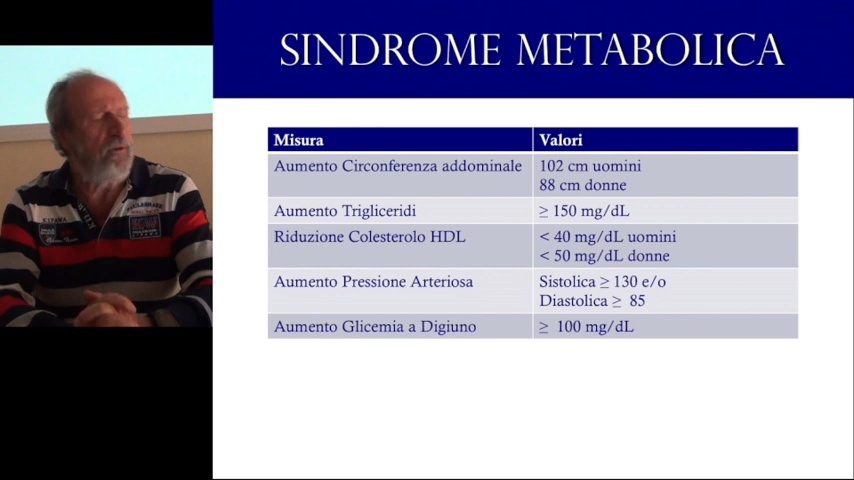 SINDROME METABOLICA
Misura Valori
Aumento Circonferenza addominale 102 cm uomini
88 cm donne
Aumento Trigliceridi ≥ 150 mg/dL
Riduzione Colesterolo HDL < 40 mg/dL uomini
< 50 mg/dL donne
Aumento Pressione Arteriosa Sistolica ≥ 130 e/o
Diastolica ≥ 85
Aumento Glicemia a Digiuno ≥ 100 mg/dL